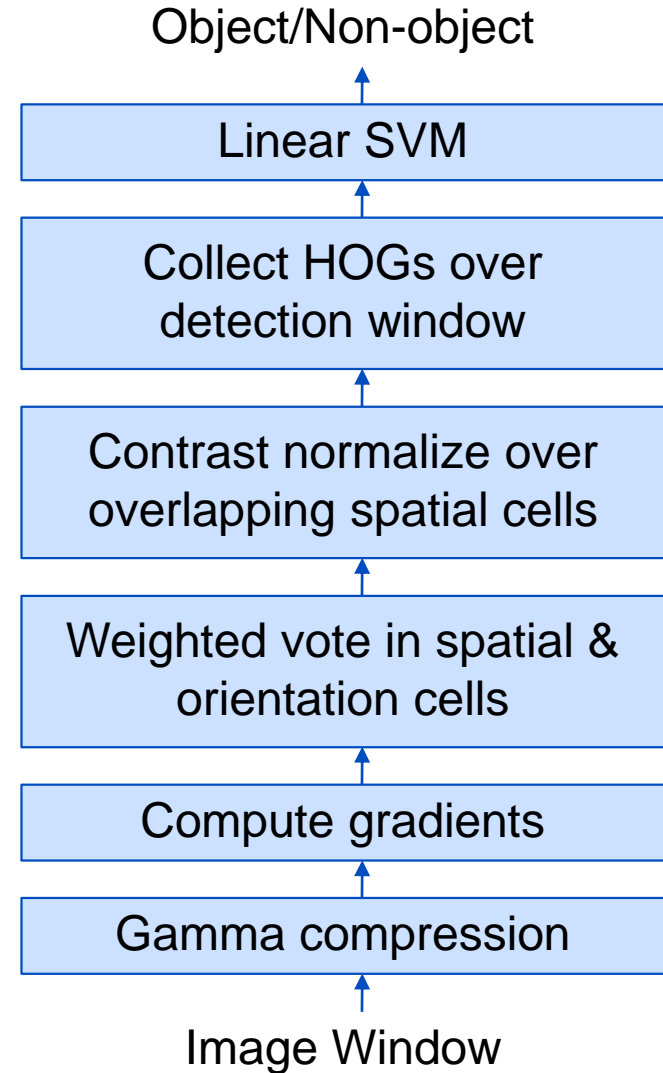 Object/Non-object
Linear SVM
Collect HOGs over
detection window
Contrast normalize over
overlapping spatial cells
Weighted vote in spatial &
orientation cells
Compute gradients
Gamma compression
Image Window